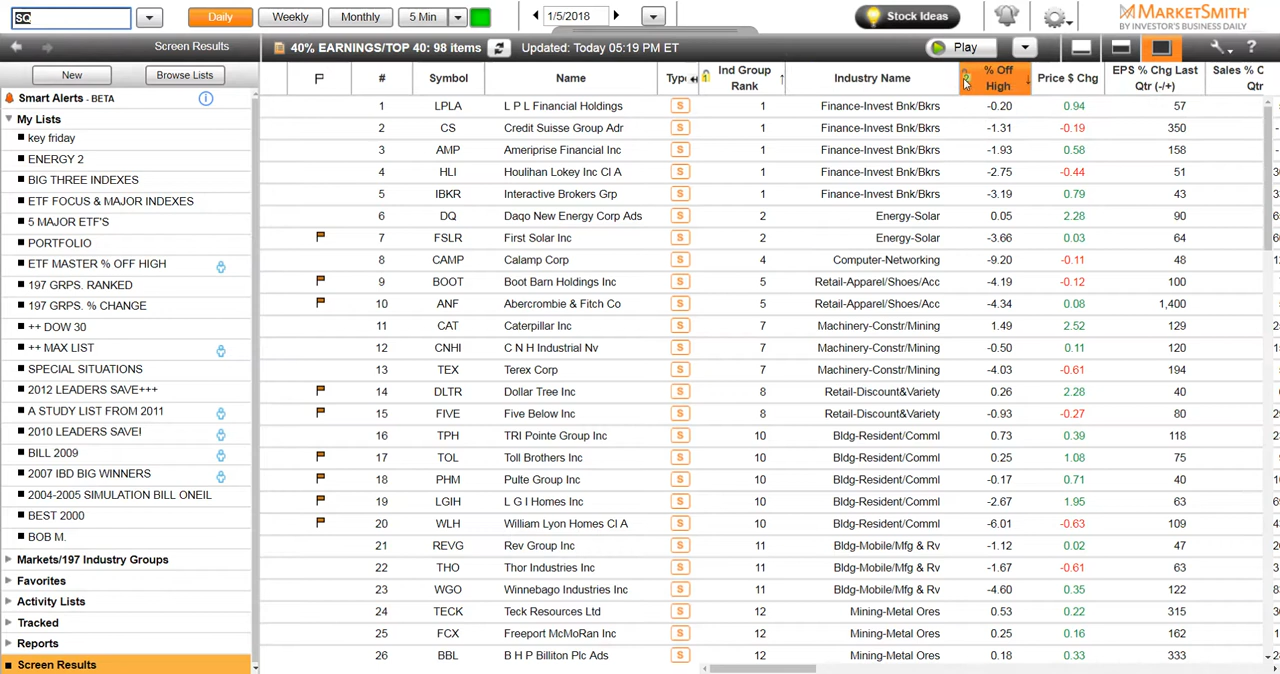 SQ Daily Weekly Monthly 5 Min 1/5/2018 Stock Ideas MARKETSMITH
BY INVESTOR'S BUSINESS DAILY
Screen Results 40% EARNINGS/TOP 40: 98 items Updated: Today 05:19 PM ET Play ?
New Browse Lists
Smart Alerts - BETA i
My Lists
key friday
ENERGY 2
BIG THREE INDEXES
ETF FOCUS & MAJOR INDEXES
5 MAJOR ETF'S
PORTFOLIO
ETF MASTER % OFF HIGH
197 GRPS. RANKED
197 GRPS. % CHANGE
++ DOW 30
++ MAX LIST
SPECIAL SITUATIONS
2012 LEADERS SAVE+++
A STUDY LIST FROM 2011
2010 LEADERS SAVE!
BILL 2009
2007 IBD BIG WINNERS
2004-2005 SIMULATION BILL ONEIL
BEST 2000
BOB M.
Markets/197 Industry Groups
Favorites
Activity Lists
Tracked
Reports
Screen Results
# Symbol Name Type Ind Group Rank Industry Name % Off High Price $ Chg EPS % Chg Last Qtr (-/+) Sales % C Qtr
1 LPLA L P L Financial Holdings S 1 Finance-Invest Bnk/Bkrs -0.20 0.94 57
2 CS Credit Suisse Group Adr S 1 Finance-Invest Bnk/Bkrs -1.31 -0.19 350
3 AMP Ameriprise Financial Inc S 1 Finance-Invest Bnk/Bkrs -1.93 0.58 158
4 HLI Houlihan Lokey Inc Cl A S 1 Finance-Invest Bnk/Bkrs -2.75 -0.44 51
5 IBKR Interactive Brokers Grp S 1 Finance-Invest Bnk/Bkrs -3.19 0.79 43
6 DQ Daqo New Energy Corp Ads S 2 Energy-Solar 0.05 2.28 90
7 FSLR First Solar Inc S 2 Energy-Solar -3.66 0.03 64
8 CAMP Calamp Corp S 4 Computer-Networking -9.20 -0.11 48
9 BOOT Boot Barn Holdings Inc S 5 Retail-Apparel/Shoes/Acc -4.19 -0.12 100
10 ANF Abercrombie & Fitch Co S 5 Retail-Apparel/Shoes/Acc -4.34 0.08 1,400
11 CAT Caterpillar Inc S 7 Machinery-Constr/Mining 1.49 2.52 129
12 CNHI C N H Industrial Nv S 7 Machinery-Constr/Mining -0.50 0.11 120
13 TEX Terex Corp S 7 Machinery-Constr/Mining -4.03 -0.61 194
14 DLTR Dollar Tree Inc S 8 Retail-Discount&Variety 0.26 2.28 40
15 FIVE Five Below Inc S 8 Retail-Discount&Variety -0.93 -0.27 80
16 TPH TRI Pointe Group Inc S 10 Bldg-Resident/Comml 0.73 0.39 118
17 TOL Toll Brothers Inc S 10 Bldg-Resident/Comml 0.25 1.08 75
18 PHM Pulte Group Inc S 10 Bldg-Resident/Comml -0.17 0.71 40
19 LGIH L G I Homes Inc S 10 Bldg-Resident/Comml -2.67 1.95 63
20 WLH William Lyon Homes Cl A S 10 Bldg-Resident/Comml -6.01 -0.63 109
21 REVG Rev Group Inc S 11 Bldg-Mobile/Mfg & Rv -1.12 0.02 47
22 THO Thor Industries Inc S 11 Bldg-Mobile/Mfg & Rv -1.67 -0.61 63
23 WGO Winnebago Industries Inc S 11 Bldg-Mobile/Mfg & Rv -4.60 0.35 122
24 TECK Teck Resources Ltd S 12 Mining-Metal Ores 0.53 0.22 315
25 FCX Freeport McMoRan Inc S 12 Mining-Metal Ores 0.25 0.16 162
26 BBL B H P Billiton Plc Ads S 12 Mining-Metal Ores 0.18 0.33 333